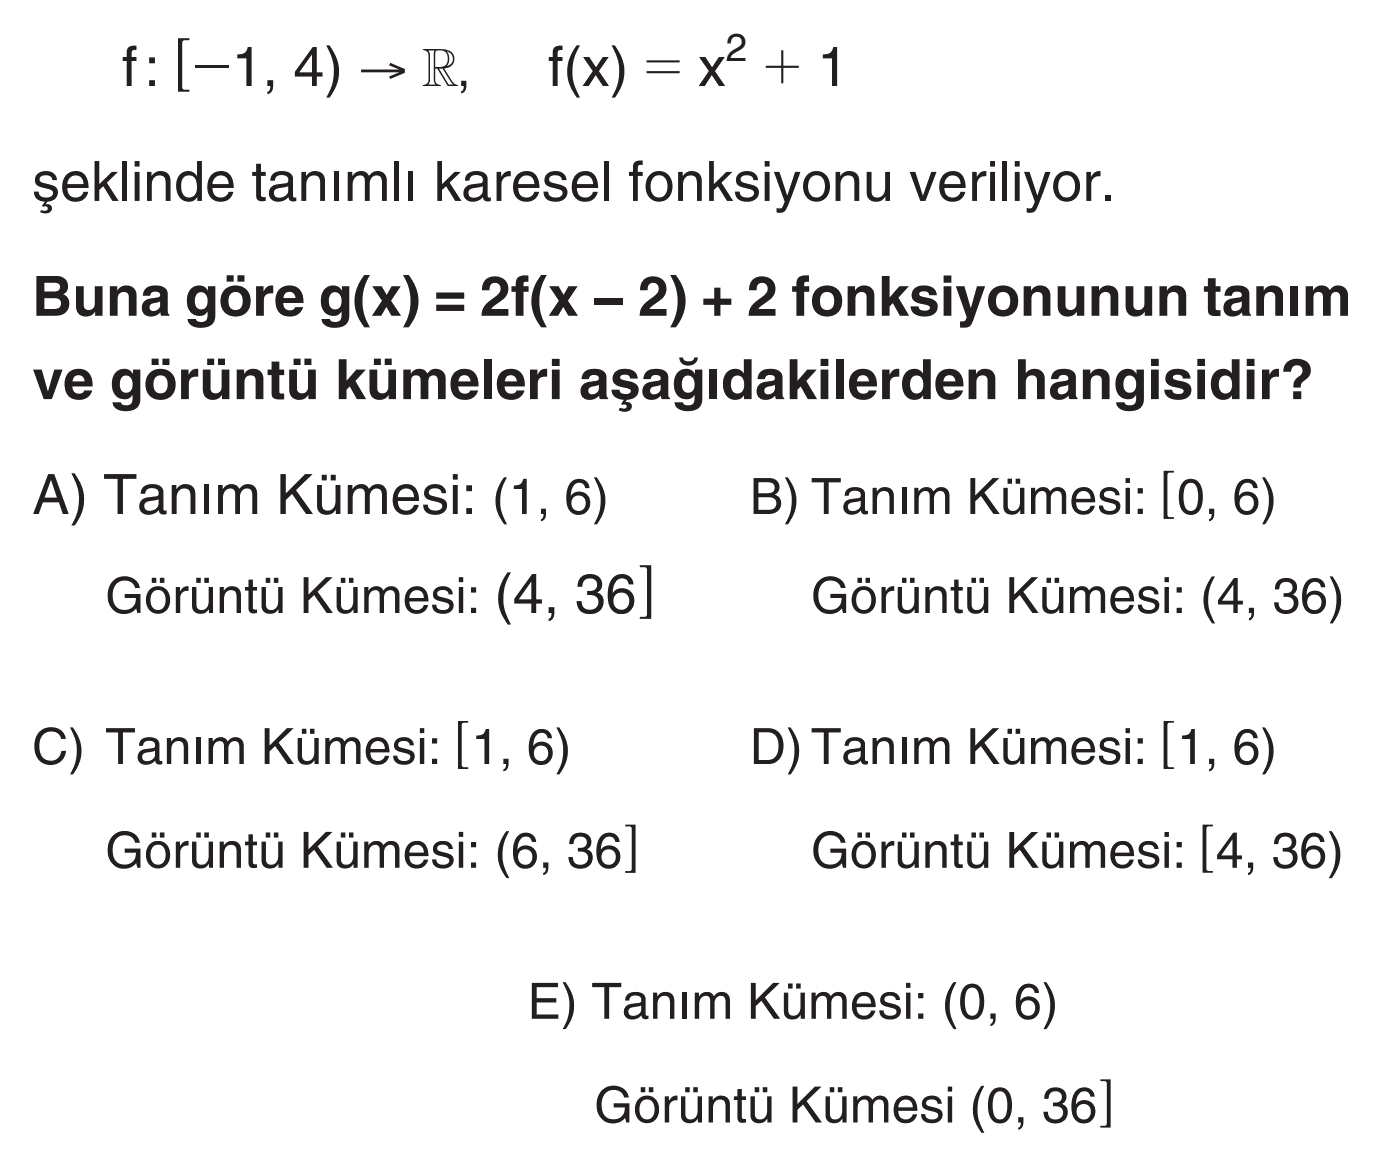 f: [−1, 4) → ℝ, f(x) = x² + 1
şeklinde tanımlı karesel fonksiyonu veriliyor.
Buna göre g(x) = 2f(x – 2) + 2 fonksiyonunun tanım
ve görüntü kümeleri aşağıdakilerden hangisidir?
A) Tanım Kümesi: (1, 6)
Görüntü Kümesi: (4, 36]
B) Tanım Kümesi: [0, 6)
Görüntü Kümesi: (4, 36)
C) Tanım Kümesi: [1, 6)
Görüntü Kümesi: (6, 36]
D) Tanım Kümesi: [1, 6)
Görüntü Kümesi: [4, 36)
E) Tanım Kümesi: (0, 6)
Görüntü Kümesi (0, 36]